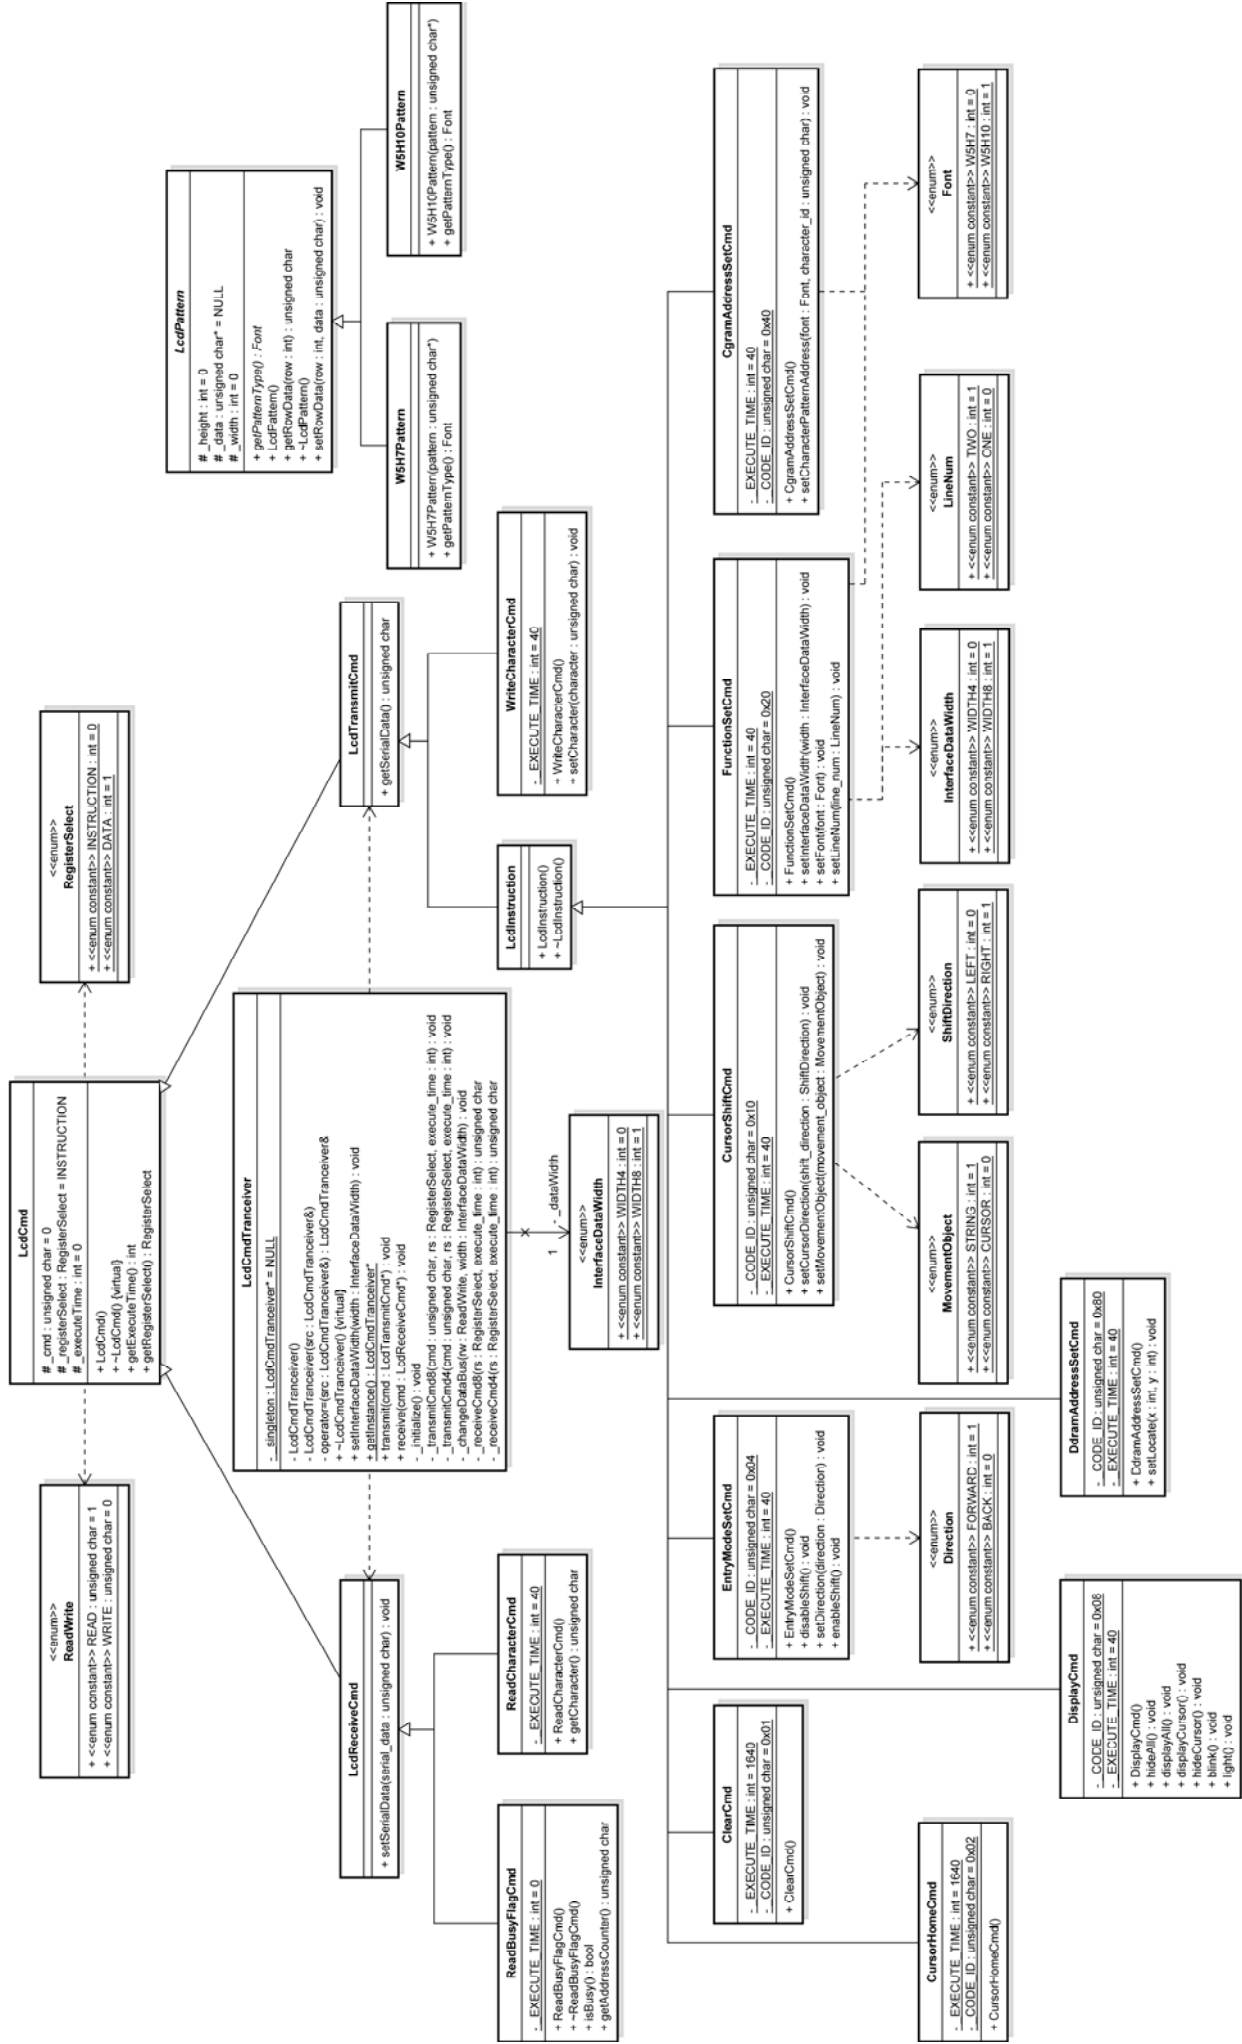 <<enum>>
ReadWrite
+ <<enum constant>> READ : unsigned char = 1
+ <<enum constant>> WRITE : unsigned char = 0
LcdCmd
# _cmd : unsigned char = 0
# _registerSelect : RegisterSelect = INSTRUCTION
# _executeTime : int = 0
+ LcdCmd()
+ ~LcdCmd() {virtual}
+ getExecuteTime() : int
+ getRegisterSelect() : RegisterSelect
<<enum>>
RegisterSelect
+ <<enum constant>> INSTRUCTION : int = 0
+ <<enum constant>> DATA : int = 1
LcdPattern
# _height : int = 0
# _data : unsigned char* = NULL
# _width : int = 0
+ getPatternType() : Font
+ LcdPattern()
+ getRowData(row : int) : unsigned char
+ ~LcdPattern()
+ setRowData(row : int, data : unsigned char) : void
LcdReceiveCmd
+ setSerialData(serial_data : unsigned char) : void
LcdCmdTranceiver
- _singleton : LcdCmdTranceiver* = NULL
- LcdCmdTranceiver()
- LcdCmdTranceiver(src : LcdCmdTranceiver&)
- operator=(src : LcdCmdTranceiver&) : LcdCmdTranceiver&
+ ~LcdCmdTranceiver() {virtual}
+ setInterfaceDataWidth(width : InterfaceDataWidth) : void
+ getInstance() : LcdCmdTranceiver*
+ transmit(cmd : LcdTransmitCmd*) : void
+ receive(cmd : LcdReceiveCmd*) : void
- _initialize() : void
- _transmitCmd8(cmd : unsigned char, rs : RegisterSelect, execute_time : int) : void
- _transmitCmd4(cmd : unsigned char, rs : RegisterSelect, execute_time : int) : void
- _changeDataBus(rw : ReadWrite, width : InterfaceDataWidth) : void
- _receiveCmd8(rs : RegisterSelect, execute_time : int) : unsigned char
- _receiveCmd4(rs : RegisterSelect, execute_time : int) : unsigned char
LcdTransmitCmd
+ getSerialData() : unsigned char
W5H7Pattern
+ W5H7Pattern(pattern : unsigned char*)
+ getPatternType() : Font
W5H10Pattern
+ W5H10Pattern(pattern : unsigned char*)
+ getPatternType() : Font
ReadBusyFlagCmd
- _EXECUTE_TIME : int = 0
+ ReadBusyFlagCmd()
+ ~ReadBusyFlagCmd()
+ isBusy() : bool
+ getAddressCounter() : unsigned char
ReadCharacterCmd
- _EXECUTE_TIME : int = 40
+ ReadCharacterCmd()
+ getCharacter() : unsigned char
1
- _dataWidth
<<enum>>
InterfaceDataWidth
+ <<enum constant>> WIDTH4 : int = 0
+ <<enum constant>> WIDTH8 : int = 1
LcdInstruction
+ LcdInstruction()
+ ~LcdInstruction()
WriteCharacterCmd
- _EXECUTE_TIME : int = 40
+ WriteCharacterCmd()
+ setCharacter(character : unsigned char) : void
ClearCmd
- _EXECUTE_TIME : int = 1640
- _CODE_ID : unsigned char = 0x01
+ ClearCmd()
EntryModeSetCmd
- _CODE_ID : unsigned char = 0x04
- _EXECUTE_TIME : int = 40
+ EntryModeSetCmd()
+ disableShift() : void
+ setDirection(direction : Direction) : void
+ enableShift() : void
CursorShiftCmd
- _CODE_ID : unsigned char = 0x10
- _EXECUTE_TIME : int = 40
+ CursorShiftCmd()
+ setCursorDirection(shift_direction : ShiftDirection) : void
+ setMovementObject(movement_object : MovementObject) : void
FunctionSetCmd
- _EXECUTE_TIME : int = 40
- _CODE_ID : unsigned char = 0x20
+ FunctionSetCmd()
+ setInterfaceDataWidth(width : InterfaceDataWidth) : void
+ setFont(font : Font) : void
+ setLineNum(line_num : LineNum) : void
CgramAddressSetCmd
- _EXECUTE_TIME : int = 40
- _CODE_ID : unsigned char = 0x40
+ CgramAddressSetCmd()
+ setCharacterPatternAddress(font : Font, character_id : unsigned char) : void
CursorHomeCmd
- _EXECUTE_TIME : int = 1640
- _CODE_ID : unsigned char = 0x02
+ CursorHomeCmd()
<<enum>>
Direction
+ <<enum constant>> FORWARD : int = 1
+ <<enum constant>> BACK : int = 0
<<enum>>
MovementObject
+ <<enum constant>> STRING : int = 1
+ <<enum constant>> CURSOR : int = 0
<<enum>>
ShiftDirection
+ <<enum constant>> LEFT : int = 0
+ <<enum constant>> RIGHT : int = 1
<<enum>>
InterfaceDataWidth
+ <<enum constant>> WIDTH4 : int = 0
+ <<enum constant>> WIDTH8 : int = 1
<<enum>>
LineNum
+ <<enum constant>> TWO : int = 1
+ <<enum constant>> ONE : int = 0
<<enum>>
Font
+ <<enum constant>> W5H7 : int = 0
+ <<enum constant>> W5H10 : int = 1
DisplayCmd
- _CODE_ID : unsigned char = 0x08
- _EXECUTE_TIME : int = 40
+ DisplayCmd()
+ hideAll() : void
+ displayAll() : void
+ displayCursor() : void
+ hideCursor() : void
+ blink() : void
+ light() : void
DdramAddressSetCmd
- _CODE_ID : unsigned char = 0x80
- _EXECUTE_TIME : int = 40
+ DdramAddressSetCmd()
+ setLocate(x : int, y : int) : void